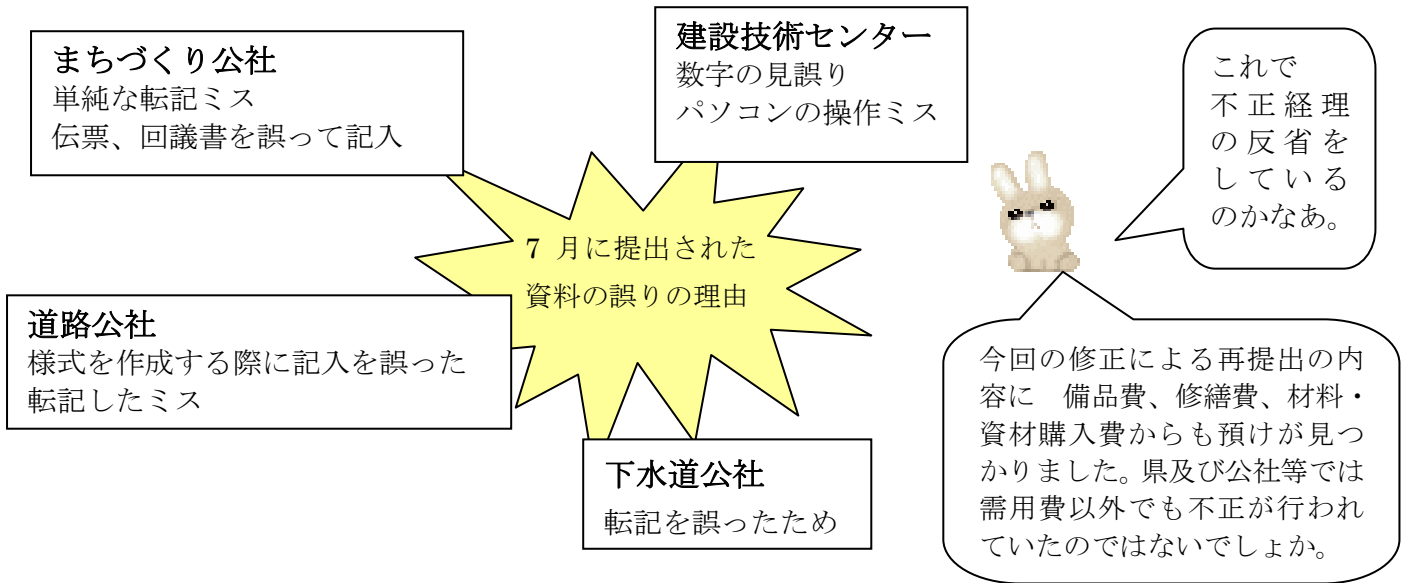 まちづくり公社
単純な転記ミス
伝票、回議書を誤って記入
建設技術センター
数字の見誤り
パソコンの操作ミス
これで
不正経理
の反省を
している
のかなあ。
7 月に提出された
資料の誤りの理由
道路公社
様式を作成する際に記入を誤った
転記したミス
下水道公社
転記を誤ったため
今回の修正による再提出の内
容に　備品費、修繕費、材料・
資材購入費からも預けが見つ
かりました。県及び公社等では
需用費以外でも不正が行われ
ていたのではないでしょか。